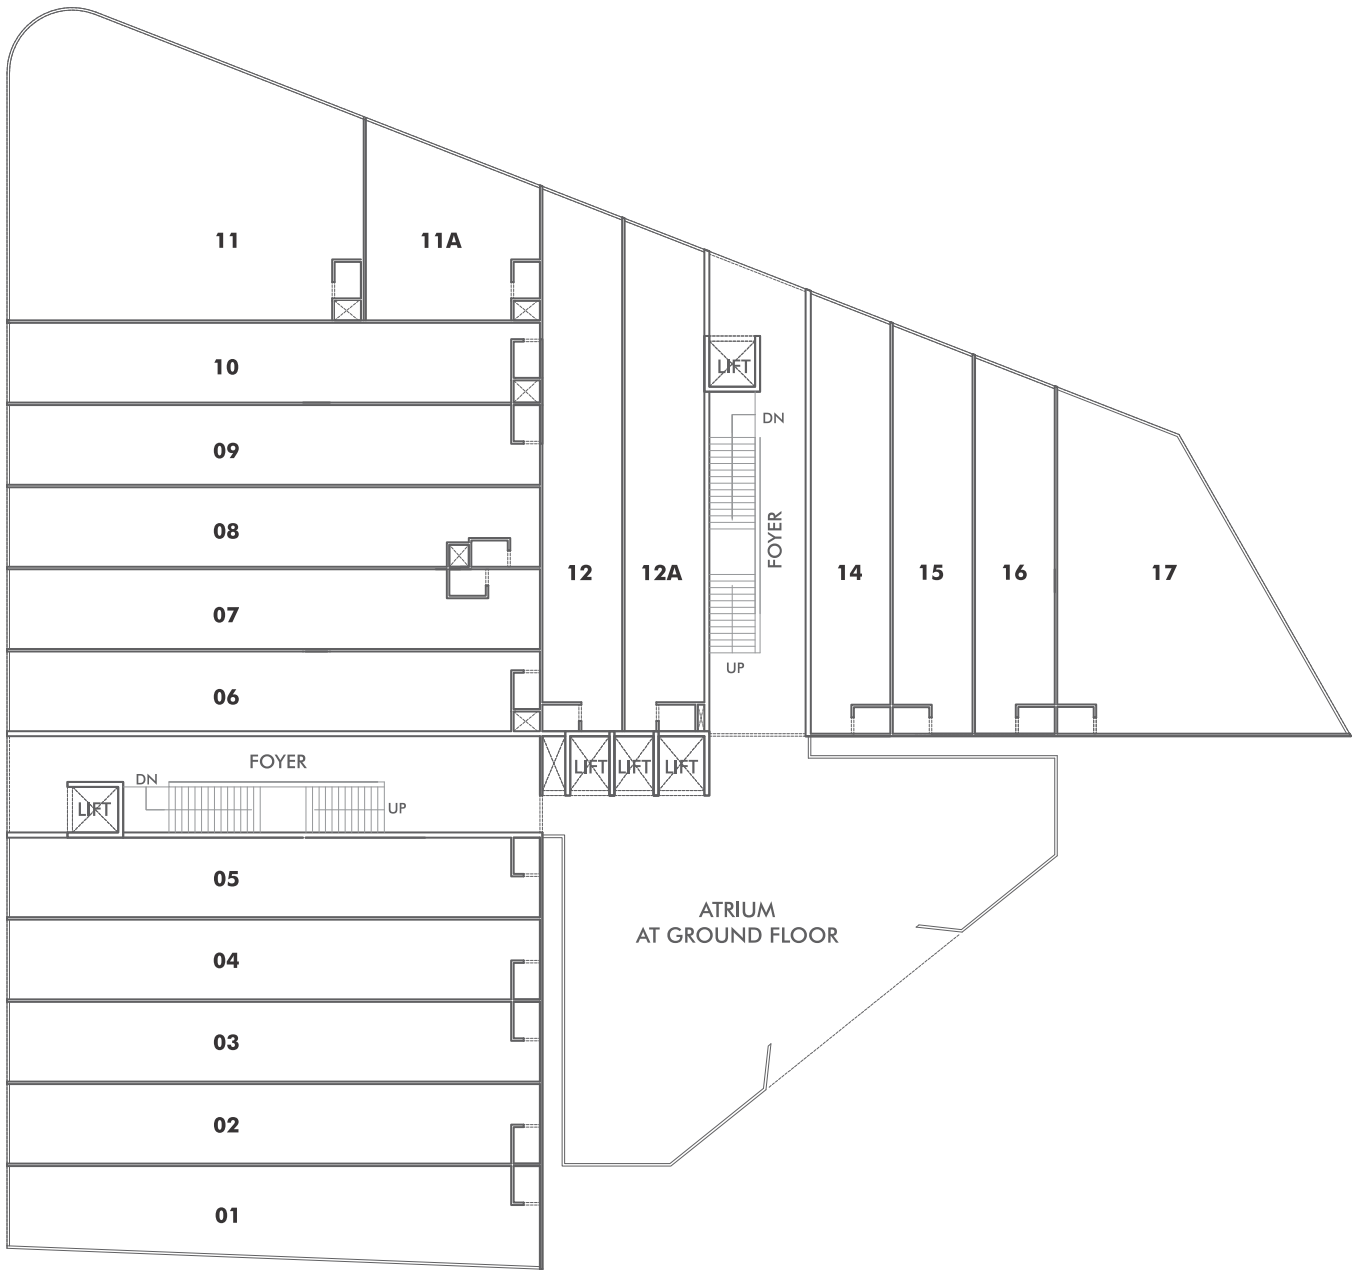 11
11A
10
LIFT
DN
09
FOYER
08
12
12A
14
15
16
17
07
UP
06
FOYER
LIFT
LIFT
LIFT
DN
LIFT
UP
05
ATRIUM
AT GROUND FLOOR
04
03
02
01